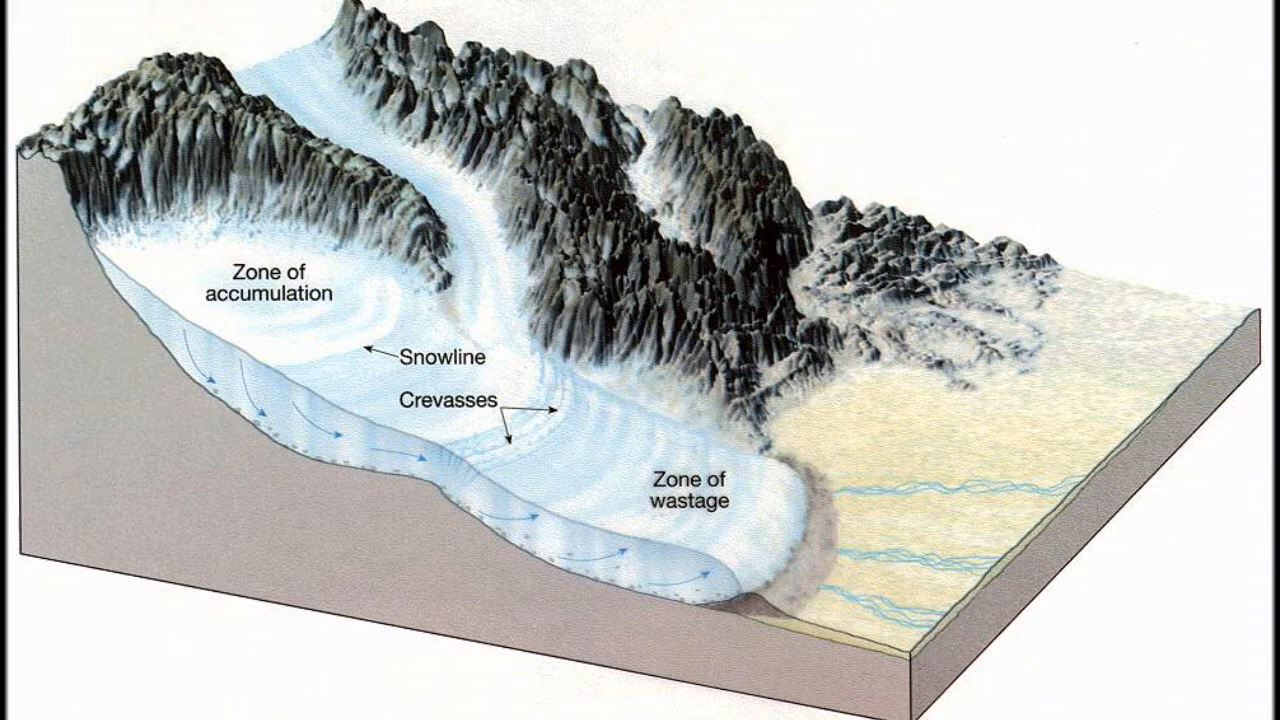 Zone of
accumulation
Snowline
Crevasses
Zone of
wastage